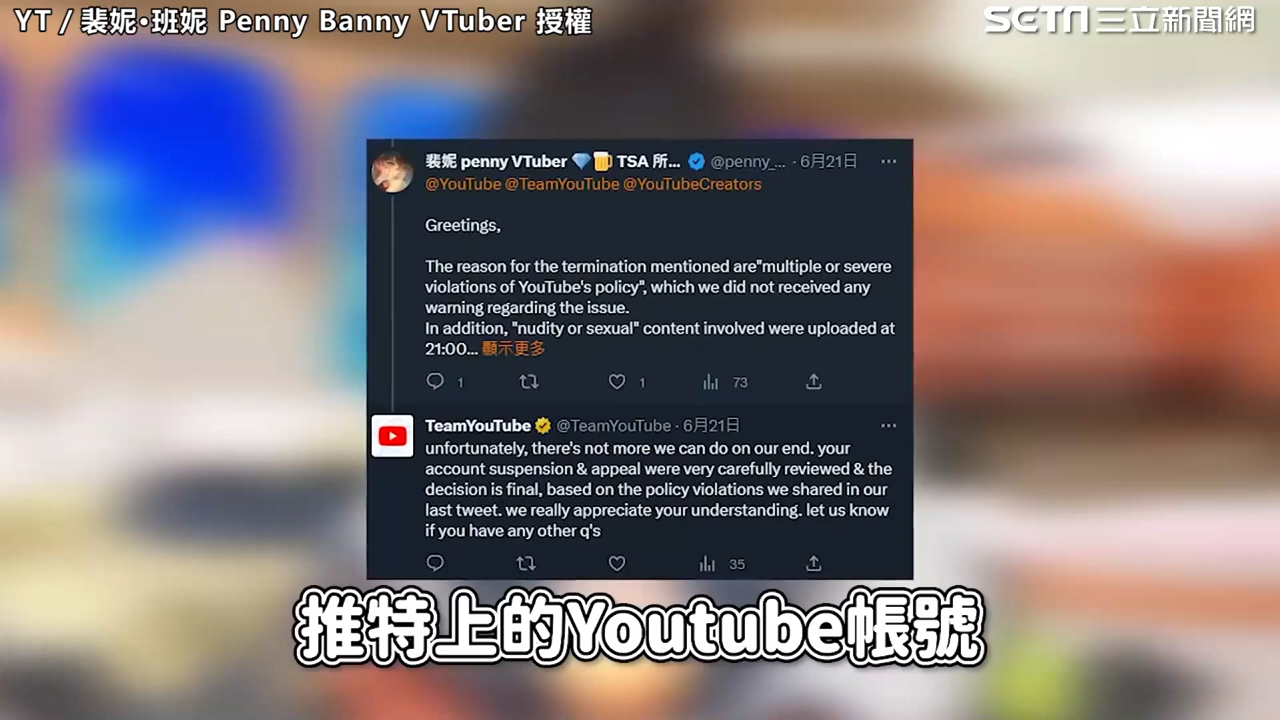 YT / 裴妮•班妮 Penny Banny VTuber 授權
SETN三立新聞網
裴妮 penny VTuber 💎🍺 TSA 所... @penny_... · 6月21日
@YouTube @TeamYouTube @YouTubeCreators
Greetings,
The reason for the termination mentioned are"multiple or severe
violations of YouTube's policy", which we did not received any
warning regarding the issue.
In addition, "nudity or sexual" content involved were uploaded at
21:00... 顯示更多
1 1 73
TeamYouTube @TeamYouTube · 6月21日
unfortunately, there's not more we can do on our end. your
account suspension & appeal were very carefully reviewed & the
decision is final, based on the policy violations we shared in our
last tweet. we really appreciate your understanding. let us know
if you have any other q's
35
推特上的Youtube帳號